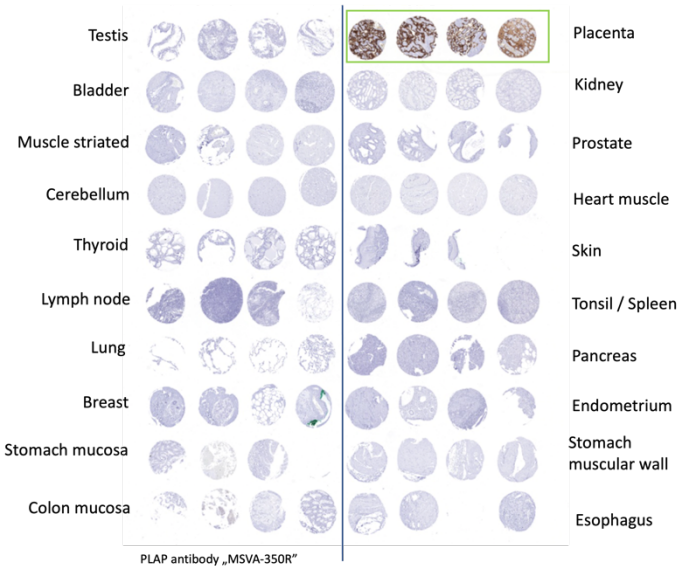 Testis
Placenta
Bladder
Kidney
Muscle striated
Prostate
Cerebellum
Heart muscle
Thyroid
Skin
Lymph node
Tonsil / Spleen
Lung
Pancreas
Breast
Endometrium
Stomach mucosa
Stomach
muscular wall
Colon mucosa
Esophagus
PLAP antibody „MSVA-350R”